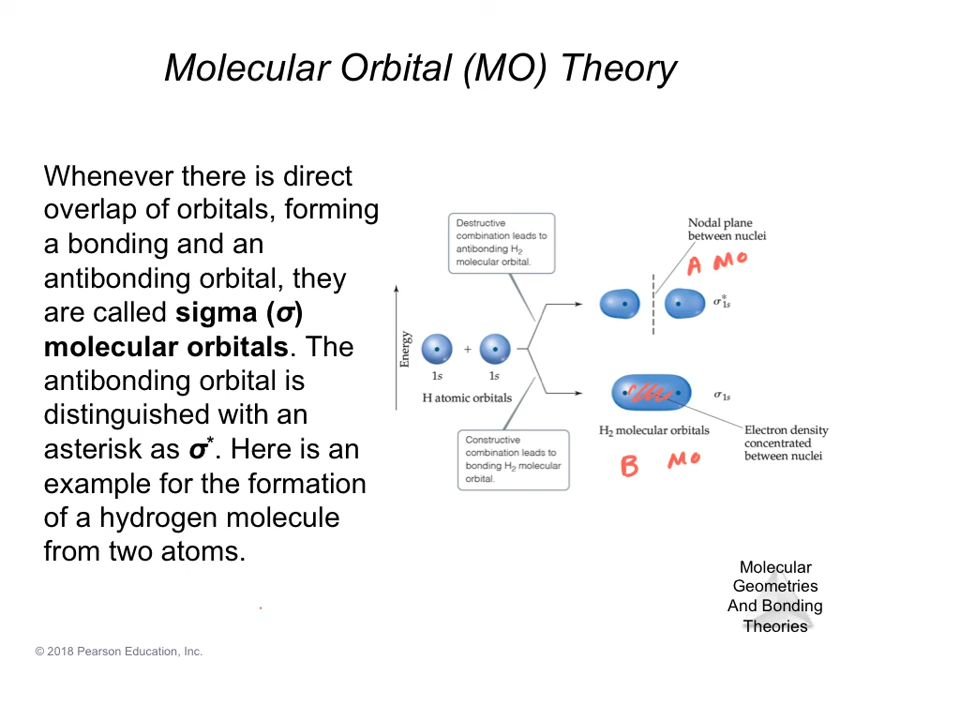 Molecular Orbital (MO) Theory
Whenever there is direct
overlap of orbitals, forming
a bonding and an
antibonding orbital, they
are called sigma (σ)
molecular orbitals. The
antibonding orbital is
distinguished with an
asterisk as σ*. Here is an
example for the formation
of a hydrogen molecule
from two atoms.
Destructive
combination leads to
antibonding H₂
molecular orbital.
Nodal plane
between nuclei
A MO
σ*1s
Energy
+
1s
1s
H atomic orbitals
σ1s
H₂ molecular orbitals
Electron density
concentrated
between nuclei
B MO
Constructive
combination leads to
bonding H₂ molecular
orbital.
Molecular
Geometries
And Bonding
Theories
© 2018 Pearson Education, Inc.